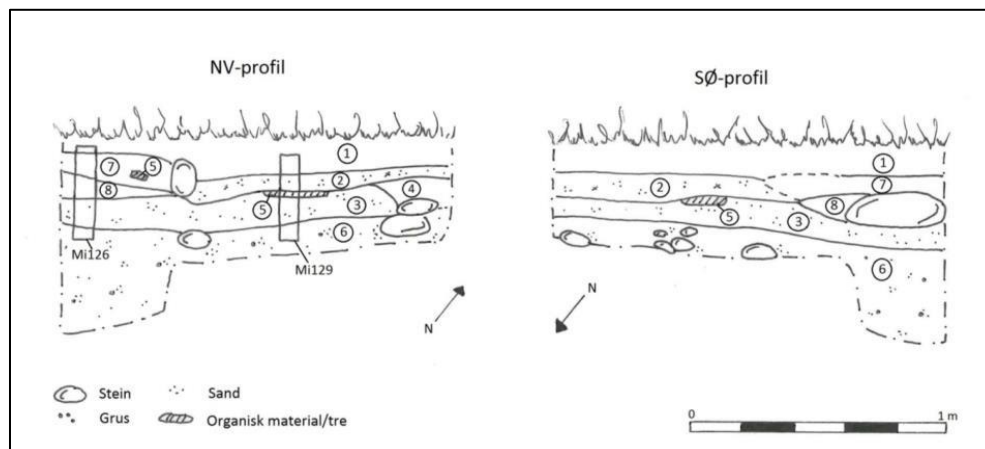 NV-profil
SØ-profil
1
7
5
2
8
4
5
3
6
Mi126
Mi129
N
1
2
7
8
5
3
6
N
Stein
Sand
Grus
Organisk material/tre
0
1 m